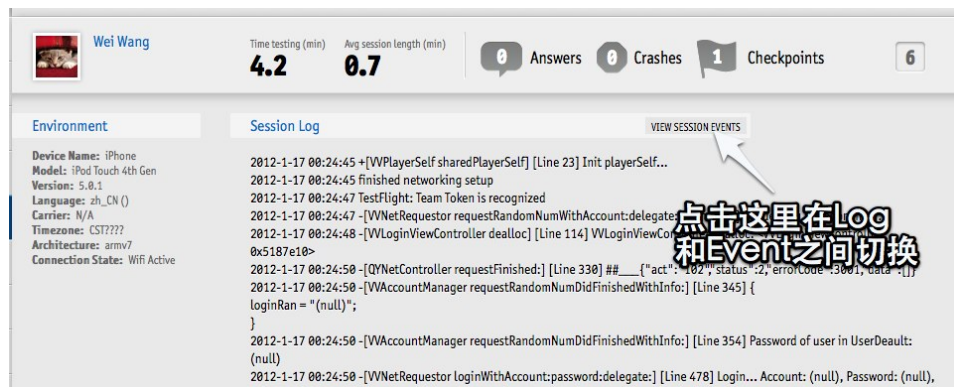 Wei Wang
Time testing (min)
4.2
Avg session length (min)
0.7
0 Answers
0 Crashes
1 Checkpoints
6
Environment
Device Name: iPhone
Model: iPod Touch 4th Gen
Version: 5.0.1
Language: zh_CN ()
Carrier: N/A
Timezone: CST????
Architecture: armv7
Connection State: Wifi Active
Session Log
VIEW SESSION EVENTS
2012-1-17 00:24:45 +[VVPlayerSelf sharedPlayerSelf] [Line 23] Init playerSelf...
2012-1-17 00:24:45 finished networking setup
2012-1-17 00:24:47 TestFlight: Team Token is recognized
2012-1-17 00:24:47 -[VVNetRequestor requestRandomNumWithAccount:delegate:
2012-1-17 00:24:48 -[VVLoginViewController dealloc] [Line 114] VVLoginViewCon
0x5187e10>
2012-1-17 00:24:50 -[QYNetController requestFinished:] [Line 330] ##___{"act":"102","status":2,"errorCode":3001,"data":[]}
2012-1-17 00:24:50 -[VVAccountManager requestRandomNumDidFinishedWithInfo:] [Line 345] {
loginRan = "(null)";
}
2012-1-17 00:24:50 -[VVAccountManager requestRandomNumDidFinishedWithInfo:] [Line 354] Password of user in UserDeault:
(null)
2012-1-17 00:24:50 -[VVNetRequestor loginWithAccount:password:delegate:] [Line 478] Login... Account: (null), Password: (null),
点击这里在Log
和Event之间切换